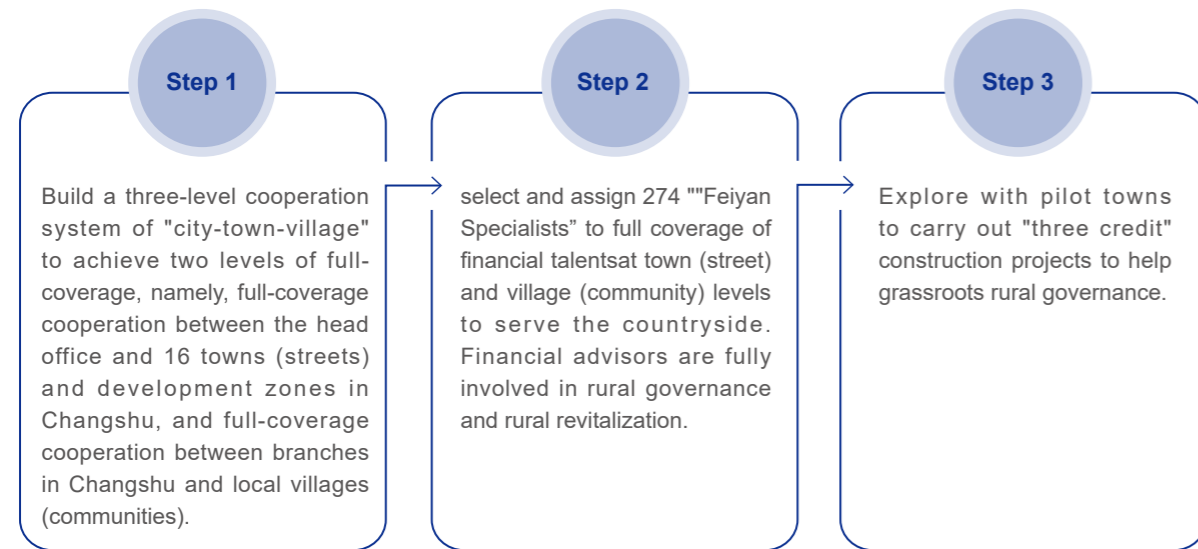 Step 1
Build a three-level cooperation
system of "city-town-village"
to achieve two levels of full-
coverage, namely, full-coverage
cooperation between the head
office and 16 towns (streets)
and development zones in
Changshu, and full-coverage
cooperation between branches
in Changshu and local villages
(communities).
Step 2
select and assign 274 ""Feiyan
Specialists” to full coverage of
financial talentsat town (street)
and village (community) levels
to serve the countryside.
Financial advisors are fully
involved in rural governance
and rural revitalization.
Step 3
Explore with pilot towns
to carry out "three credit"
construction projects to help
grassroots rural governance.